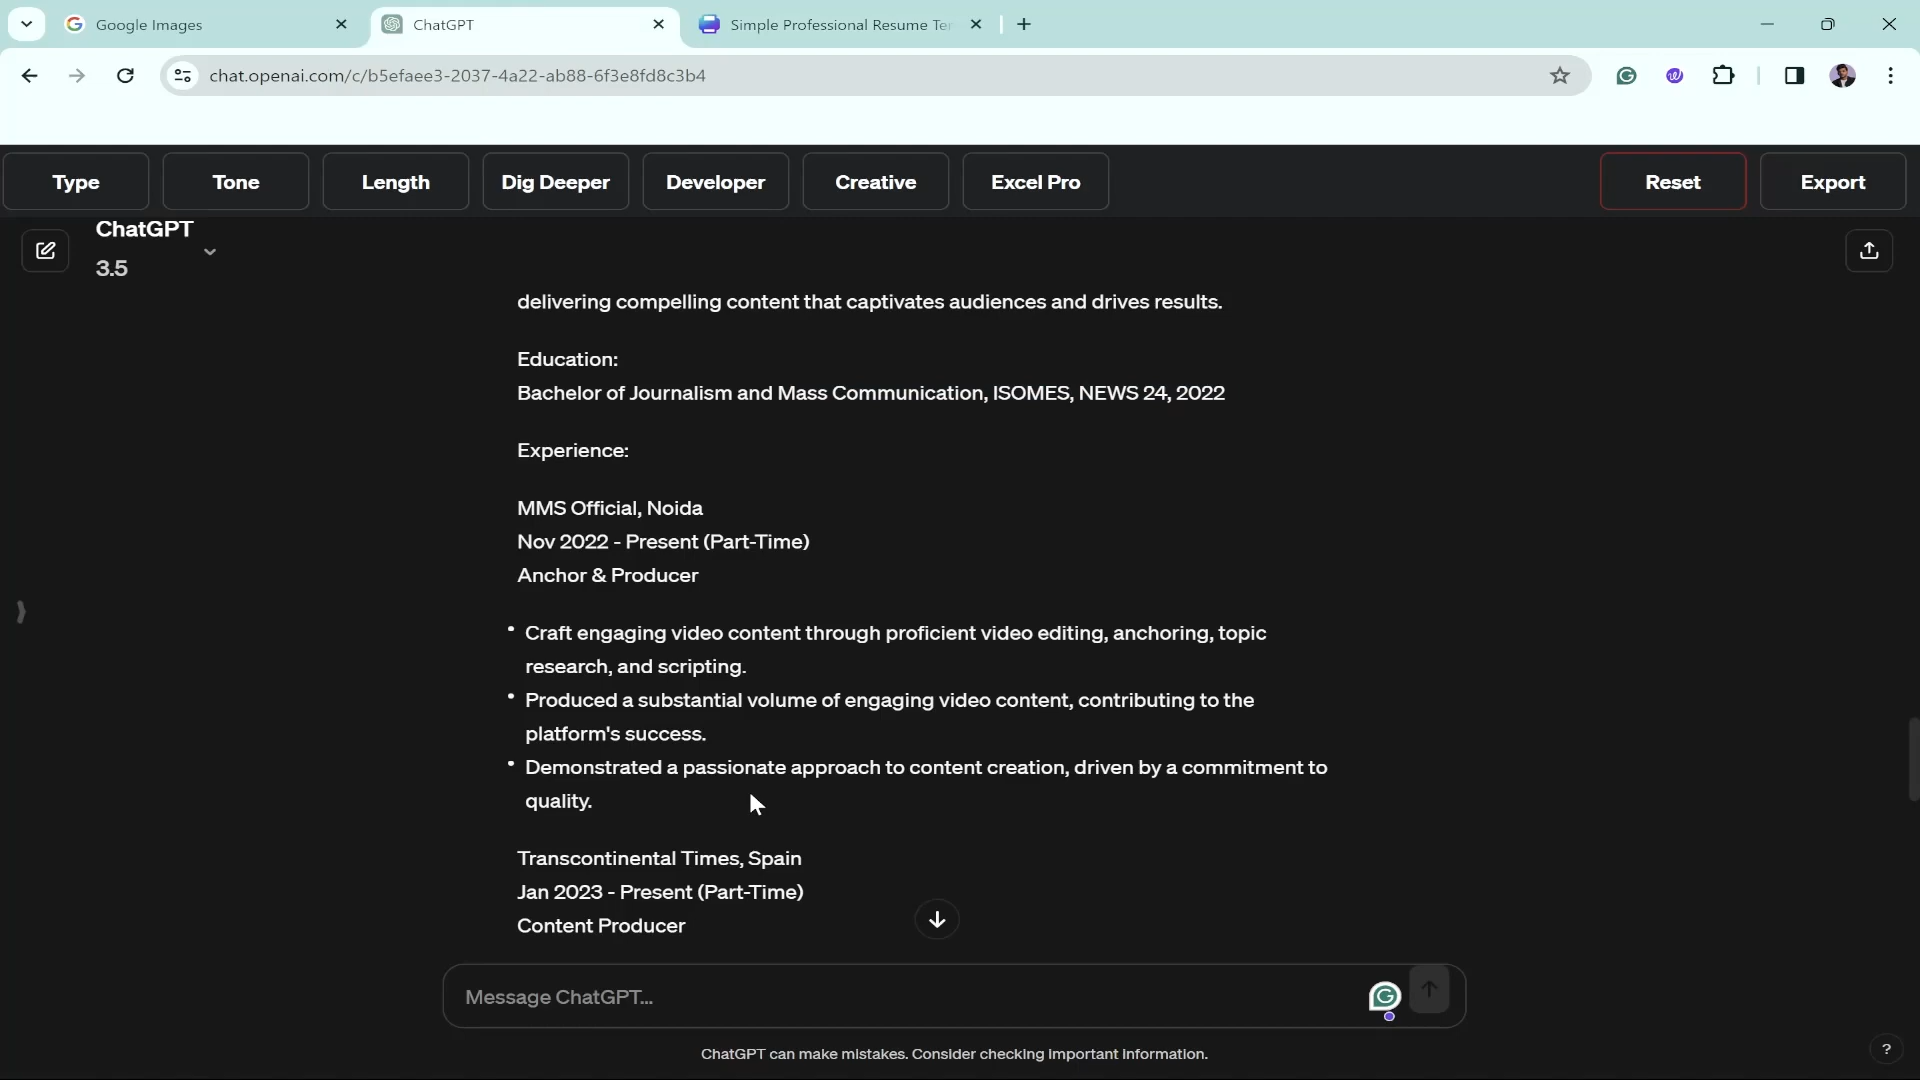 Google Images
ChatGPT
Simple Professional Resume Te
chat.openai.com/c/b5efaee3-2037-4a22-ab88-6f3e8fd8c3b4
Type
Tone
Length
Dig Deeper
Developer
Creative
Excel Pro
Reset
Export
ChatGPT
3.5
delivering compelling content that captivates audiences and drives results.
Education:
Bachelor of Journalism and Mass Communication, ISOMES, NEWS 24, 2022
Experience:
MMS Official, Noida
Nov 2022 - Present (Part-Time)
Anchor & Producer
• Craft engaging video content through proficient video editing, anchoring, topic
research, and scripting.
• Produced a substantial volume of engaging video content, contributing to the
platform's success.
• Demonstrated a passionate approach to content creation, driven by a commitment to
quality.
Transcontinental Times, Spain
Jan 2023 - Present (Part-Time)
Content Producer
Message ChatGPT...
ChatGPT can make mistakes. Consider checking important information.
?